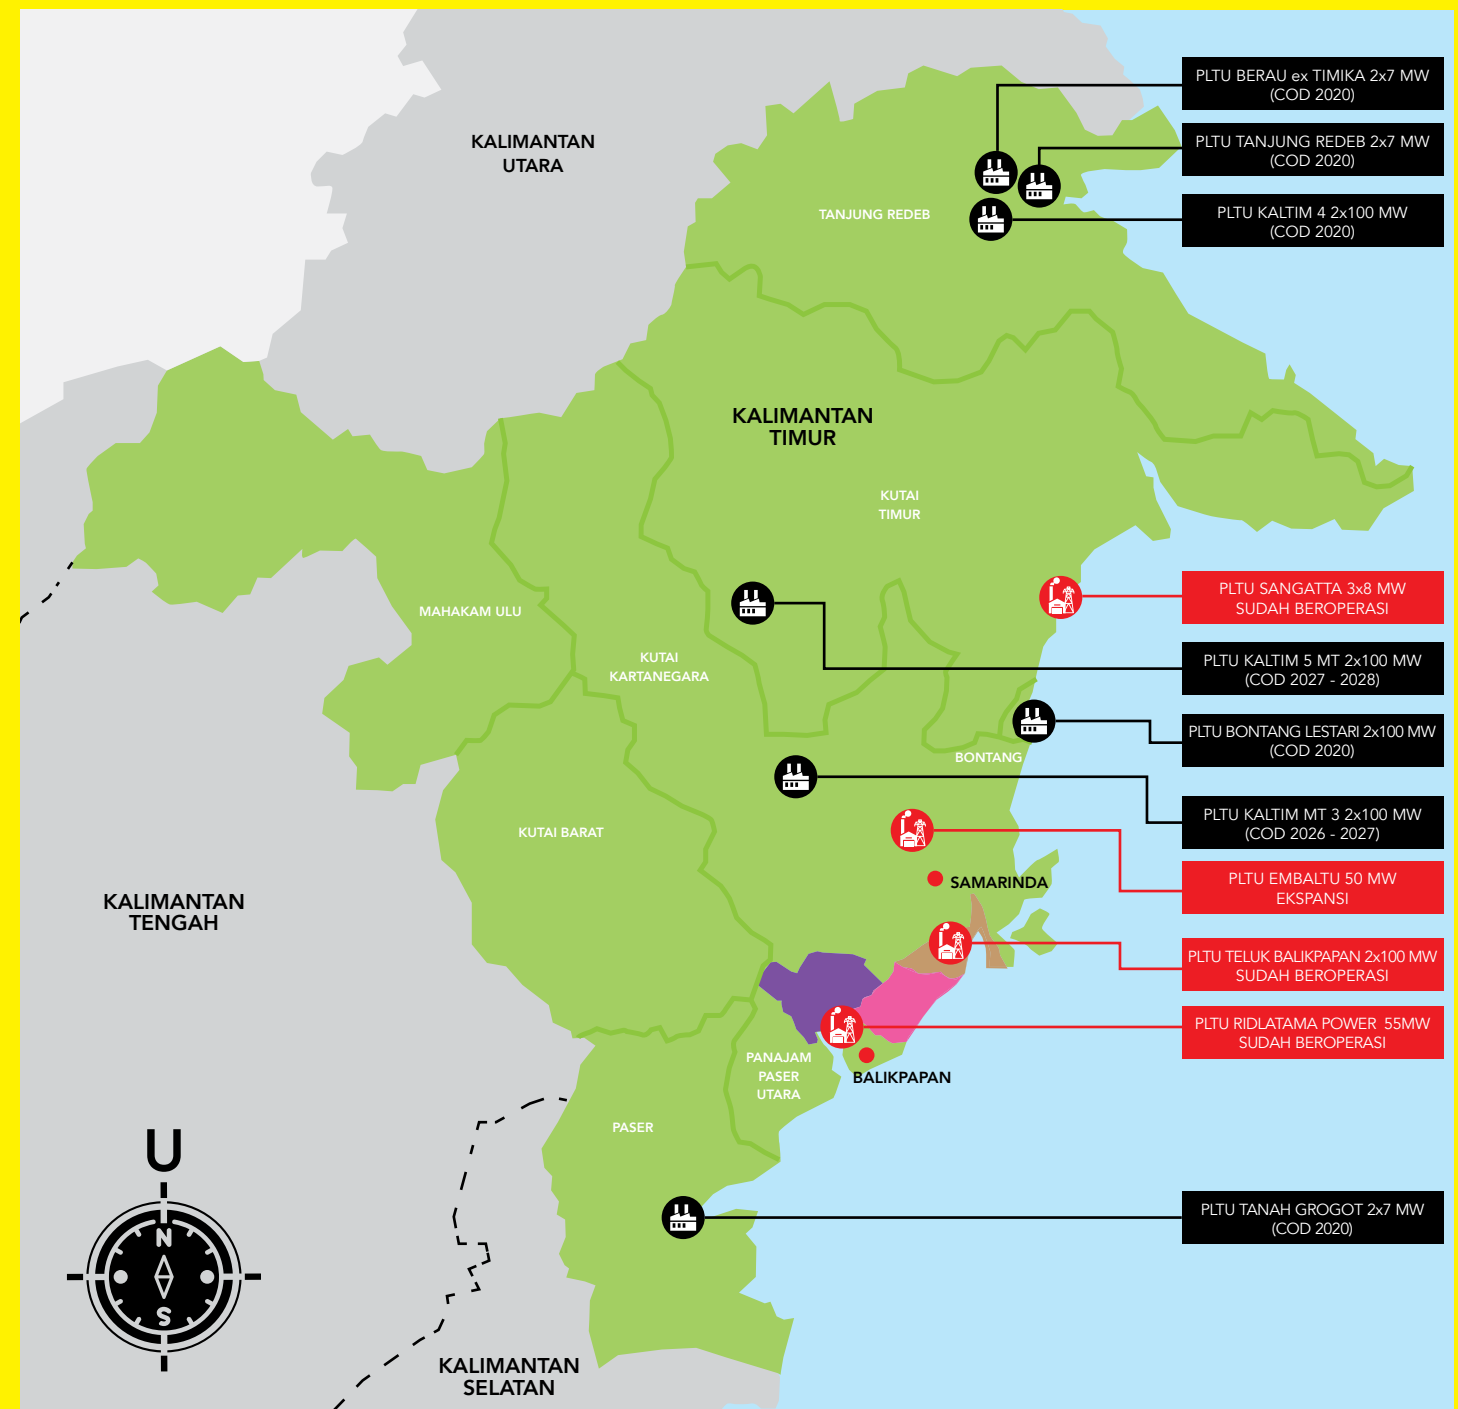 KALIMANTAN
UTARA
TANJUNG REDEB
KALIMANTAN
TIMUR
KUTAI
TIMUR
MAHAKAM ULU
KUTAI
KARTANEGARA
BONTANG
KUTAI BARAT
KALIMANTAN
TENGAH
SAMARINDA
PANAJAM
PASER
UTARA
BALIKPAPAN
PASER
KALIMANTAN
SELATAN
U
N
S
PLTU BERAU ex TIMIKA 2x7 MW
(COD 2020)
PLTU TANJUNG REDEB 2x7 MW
(COD 2020)
PLTU KALTIM 4 2x100 MW
(COD 2020)
PLTU SANGATTA 3x8 MW
SUDAH BEROPERASI
PLTU KALTIM 5 MT 2x100 MW
(COD 2027 - 2028)
PLTU BONTANG LESTARI 2x100 MW
(COD 2020)
PLTU KALTIM MT 3 2x100 MW
(COD 2026 - 2027)
PLTU EMBALTU 50 MW
EKSPANSI
PLTU TELUK BALIKPAPAN 2x100 MW
SUDAH BEROPERASI
PLTU RIDLATAMA POWER 55MW
SUDAH BEROPERASI
PLTU TANAH GROGOT 2x7 MW
(COD 2020)